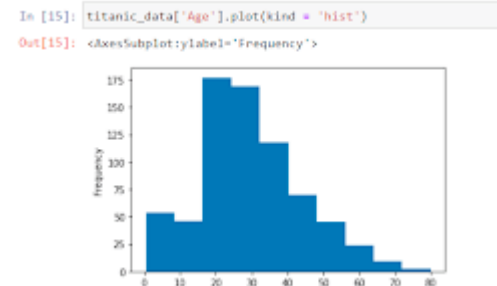 In [15]: titanic_data['Age'].plot(kind = 'hist')
Out[15]: <AxesSubplot:ylabel='Frequency'>
175
150
125
100
75
50
25
0
Frequency
0 10 20 30 40 50 60 70 80